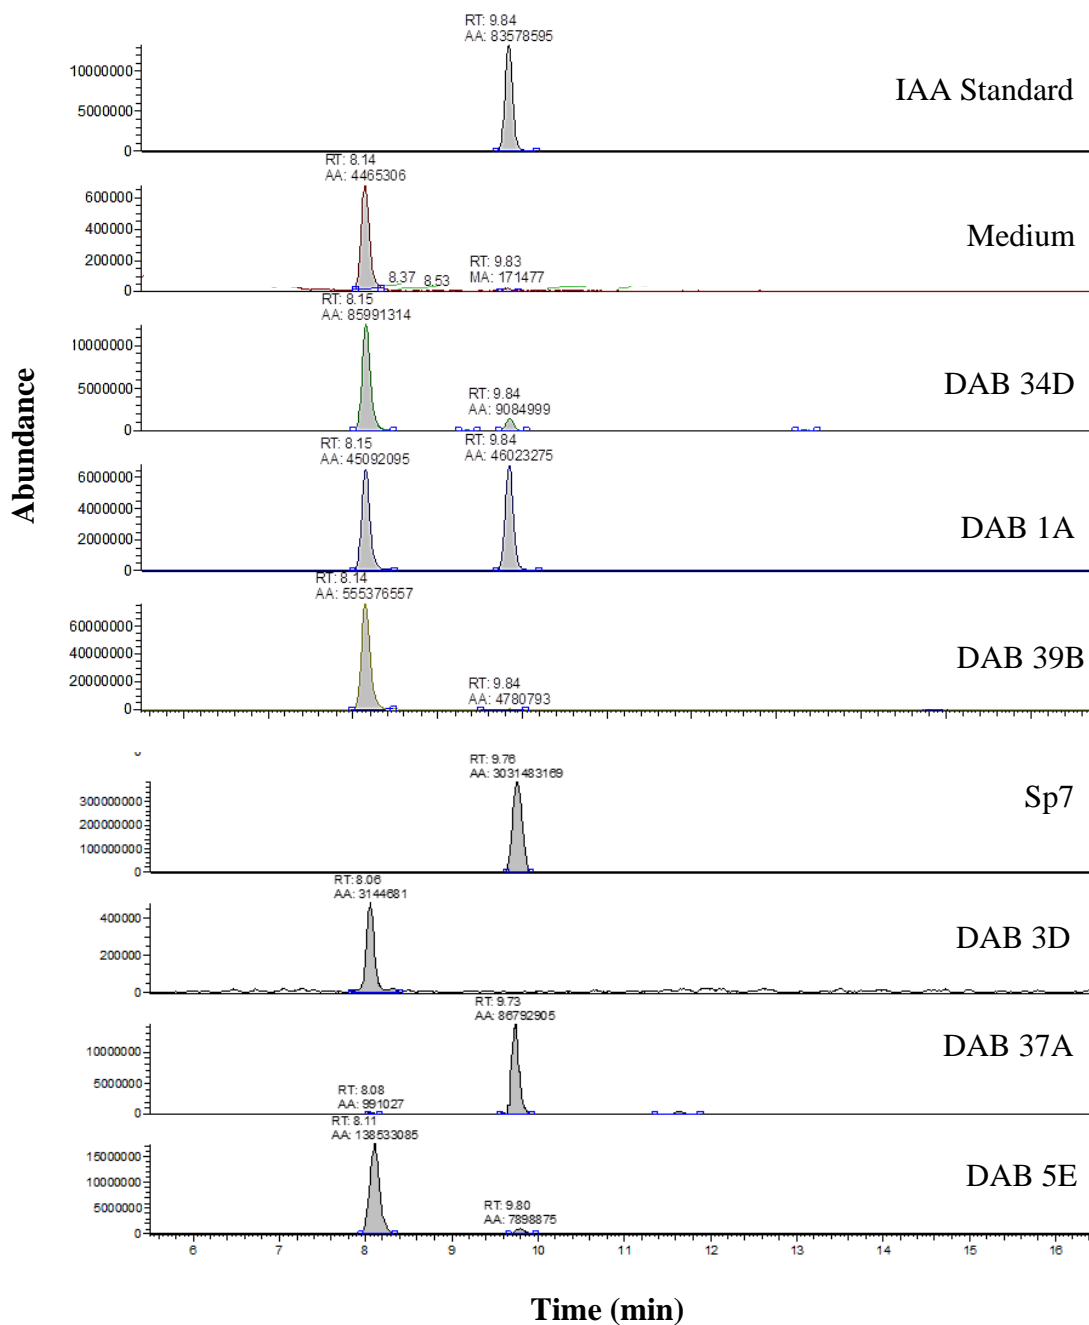 RT: 9.84
AA: 83578595
10000000
5000000
0
IAA Standard
RT: 8.14
AA: 4465306
600000
400000
200000
0
8.37
8.53
RT: 9.83
MA: 171477
Medium
RT: 8.15
AA: 85991314
10000000
5000000
0
RT: 9.84
AA: 9084999
DAB 34D
RT: 8.15
AA: 45092095
RT: 9.84
AA: 46023275
6000000
4000000
2000000
0
DAB 1A
RT: 8.14
AA: 555376557
60000000
40000000
20000000
0
RT: 9.84
AA: 4780793
DAB 39B
Abundance
RT: 9.76
AA: 3031483169
300000000
200000000
100000000
0
Sp7
RT: 8.06
AA: 3144681
400000
200000
0
DAB 3D
RT: 9.73
AA: 86792905
10000000
5000000
0
RT: 8.08
AA: 991027
DAB 37A
RT: 8.11
AA: 138533085
15000000
10000000
5000000
0
RT: 9.80
AA: 7898875
DAB 5E
6 7 8 9 10 11 12 13 14 15 16
Time (min)